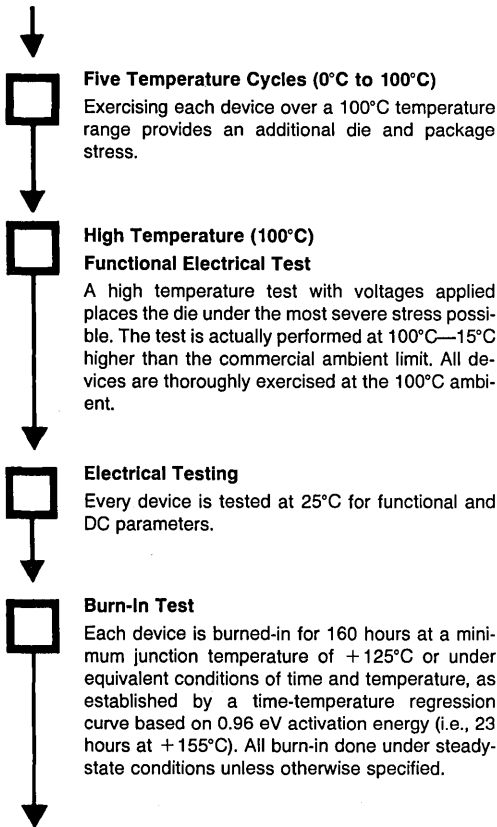 Five Temperature Cycles (0°C to 100°C)
Exercising each device over a 100°C temperature
range provides an additional die and package
stress.
High Temperature (100°C)
Functional Electrical Test
A high temperature test with voltages applied
places the die under the most severe stress possi-
ble. The test is actually performed at 100°C—15°C
higher than the commercial ambient limit. All de-
vices are thoroughly exercised at the 100°C ambi-
ent.
Electrical Testing
Every device is tested at 25°C for functional and
DC parameters.
Burn-In Test
Each device is burned-in for 160 hours at a mini-
mum junction temperature of +125°C or under
equivalent conditions of time and temperature, as
established by a time-temperature regression
curve based on 0.96 eV activation energy (i.e., 23
hours at +155°C). All burn-in done under steady-
state conditions unless otherwise specified.